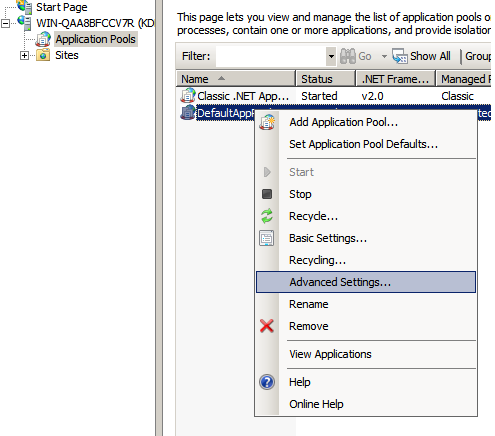 Start Page
WIN-QAA8BFCCV7R (KD
Application Pools
Sites
This page lets you view and manage the list of application pools o
processes, contain one or more applications, and provide isolatio
Filter: Go Show All Group
Name Status .NET Frame... Managed P
Classic .NET App... Started v2.0 Classic
DefaultApp
Add Application Pool...
Set Application Pool Defaults...
Start
Stop
Recycle...
Basic Settings...
Recycling...
Advanced Settings...
Rename
Remove
View Applications
Help
Online Help